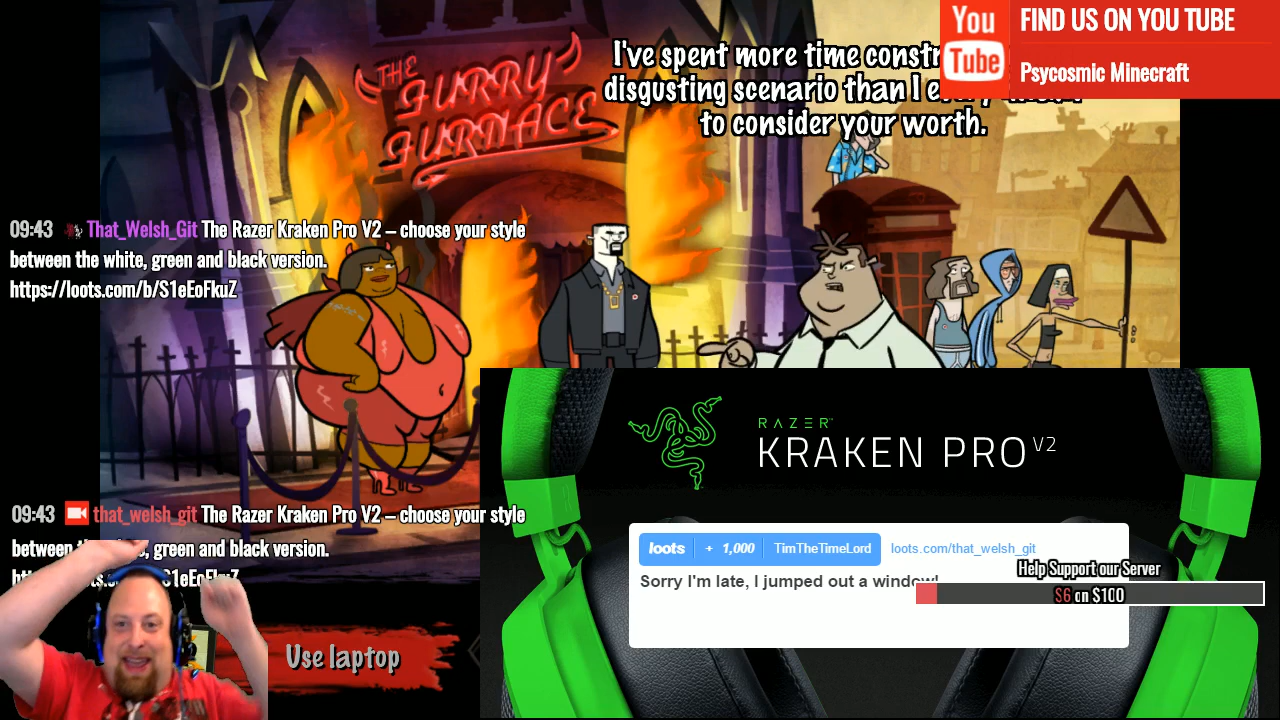 THE
FURRY
FURNACE
I've spent more time constr
disgusting scenario than I
to consider your worth.
You
Tube
FIND US ON YOU TUBE
Psycosmic Minecraft
09:43 That_Welsh_Git The Razer Kraken Pro V2 – choose your style
between the white, green and black version.
https://loots.com/b/S1eEoFkuZ
RAZER
KRAKEN PRO V2
09:43 that_welsh_git The Razer Kraken Pro V2 – choose your style
between the white, green and black version.
loots + 1,000 TimTheTimeLord loots.com/that_welsh_git
Sorry I'm late, I jumped out a window!
Help Support our Server
$6 on $100
Use laptop